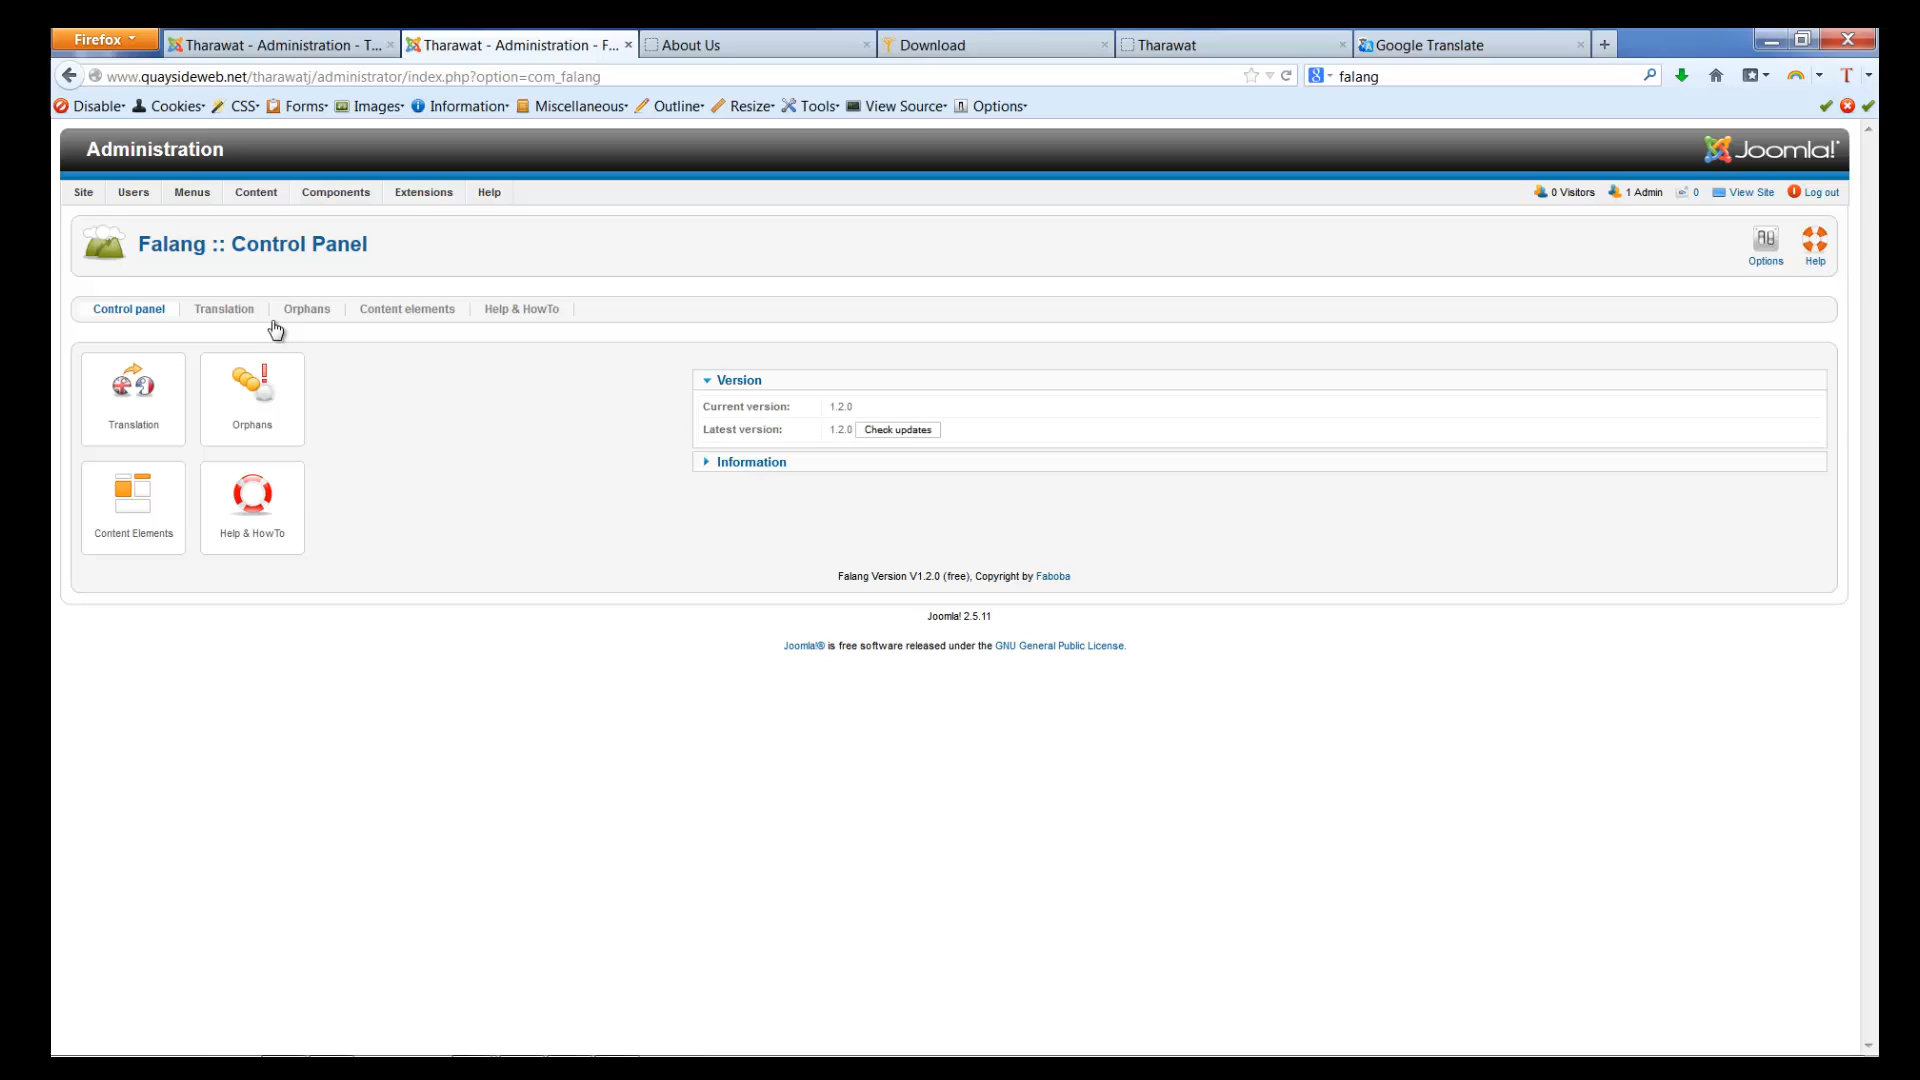 Firefox
Tharawat - Administration - T...
Tharawat - Administration - F...
About Us
Download
Tharawat
Google Translate
www.quaysideweb.net/tharawatj/administrator/index.php?option=com_falang
falang
Disable Cookies CSS Forms Images Information Miscellaneous Outline Resize Tools View Source Options
Administration
Joomla!
Site Users Menus Content Components Extensions Help
0 Visitors 1 Admin 0 View Site Log out
Falang :: Control Panel
Options
Help
Control panel Translation Orphans Content elements Help & HowTo
Translation
Orphans
Content Elements
Help & HowTo
Version
Current version: 1.2.0
Latest version: 1.2.0 Check updates
Information
Falang Version V1.2.0 (free), Copyright by Faboba
Joomla! 2.5.11
Joomla!® is free software released under the GNU General Public License.